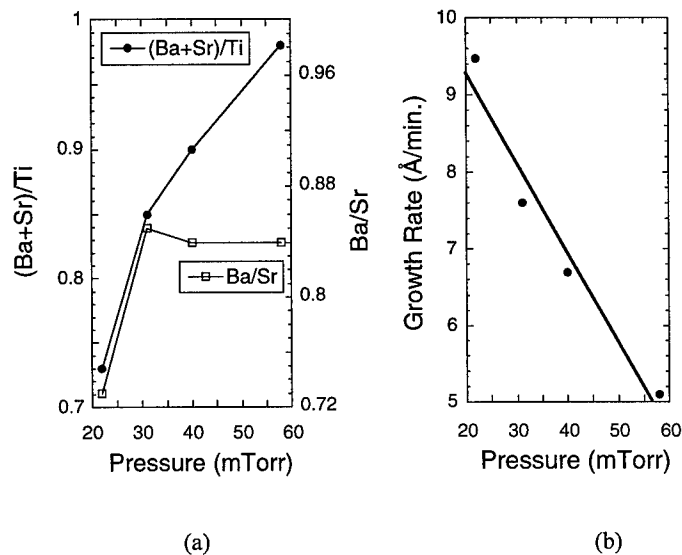 1
0.9
0.8
0.7
(Ba+Sr)/Ti
(Ba+Sr)/Ti
Ba/Sr
0.96
0.88
0.8
0.72
Ba/Sr
20 30 40 50 60
Pressure (mTorr)
(a)
10
9
8
7
6
5
Growth Rate (Å/min.)
20 30 40 50 60
Pressure (mTorr)
(b)